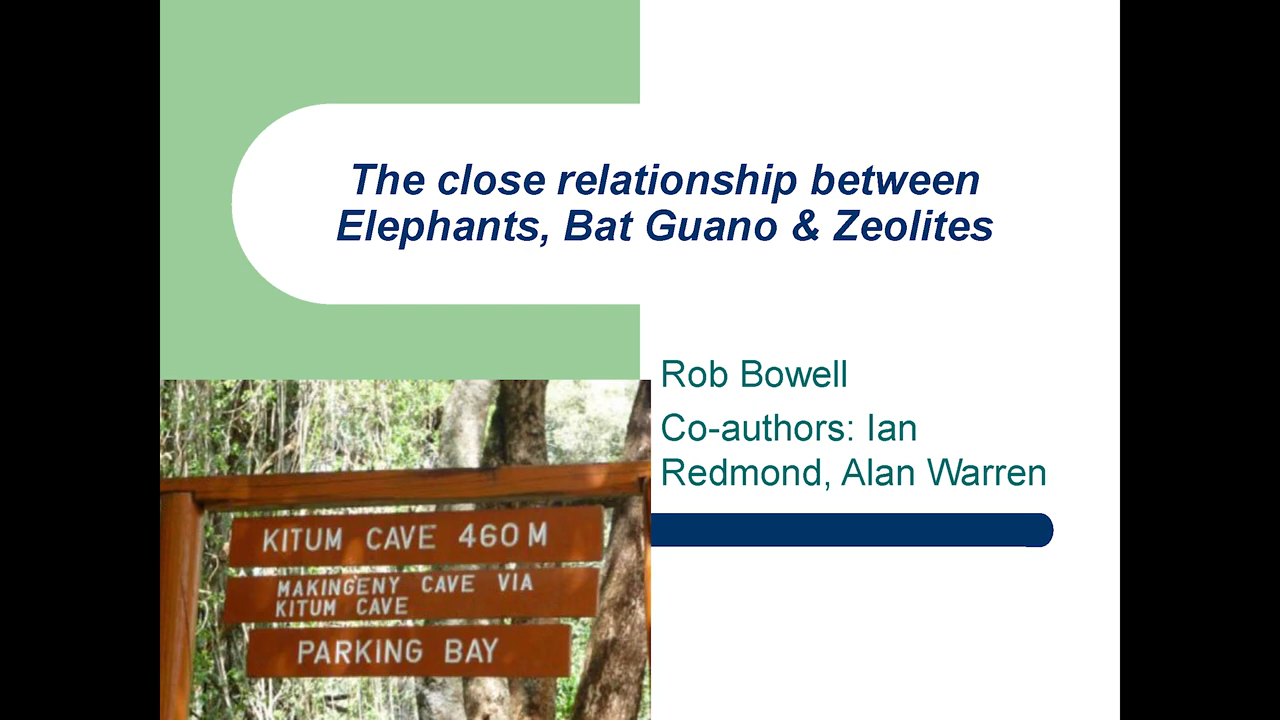 The close relationship between
Elephants, Bat Guano & Zeolites
Rob Bowell
Co-authors: Ian
Redmond, Alan Warren
KITUM CAVE 460 M
MAKINGENY CAVE VIA
KITUM CAVE
PARKING BAY